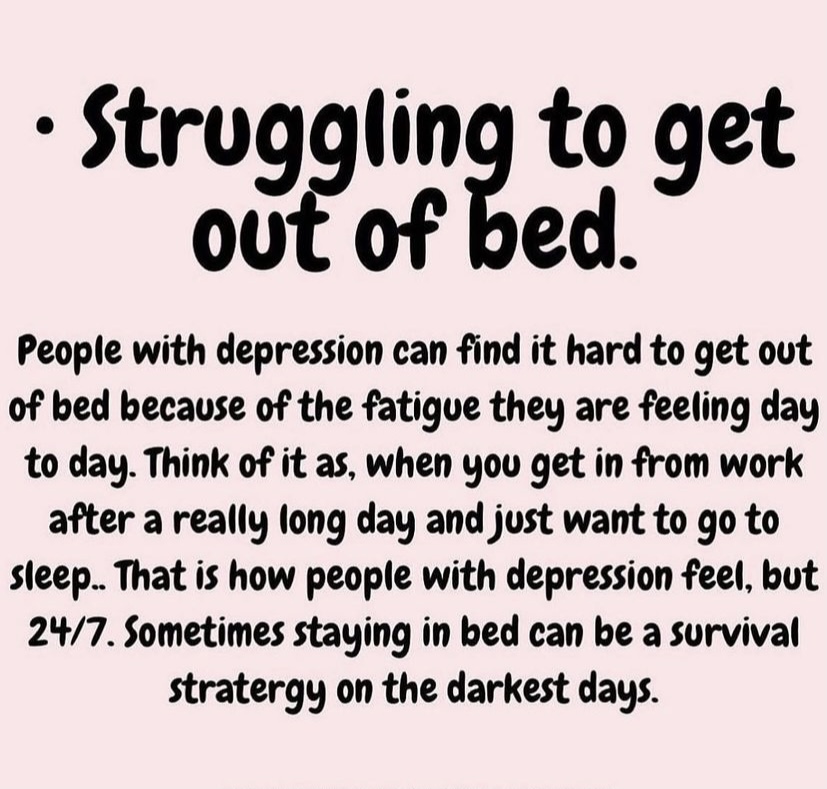 · Struggling to get
out of bed.
People with depression can find it hard to get out
of bed because of the fatigue they are feeling day
to day. Think of it as, when you get in from work
after a really long day and just want to go to
sleep.. That is how people with depression feel, but
24/7. Sometimes staying in bed can be a survival
stratergy on the darkest days.